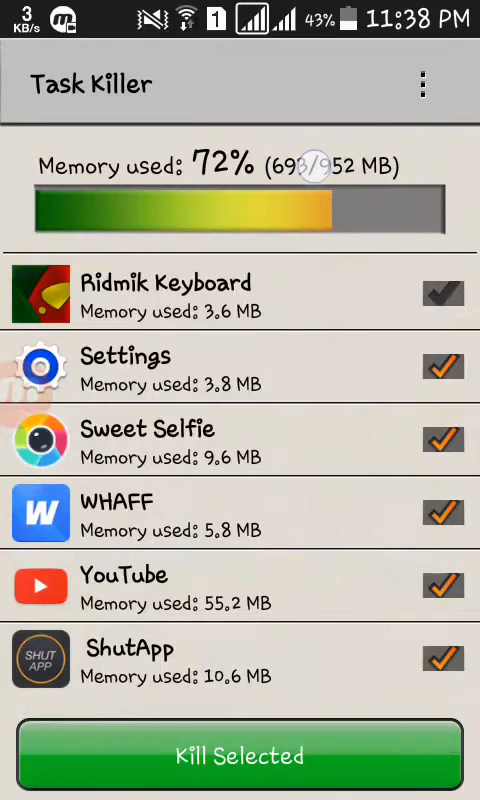 3
KB/s
1
43%
11:38 PM
Task Killer
Memory used: 72% (693/952 MB)
Ridmik Keyboard
Memory used: 3.6 MB
Settings
Memory used: 3.8 MB
Sweet Selfie
Memory used: 9.6 MB
W
WHAFF
Memory used: 5.8 MB
YouTube
Memory used: 55.2 MB
SHUT
APP
ShutApp
Memory used: 10.6 MB
Kill Selected